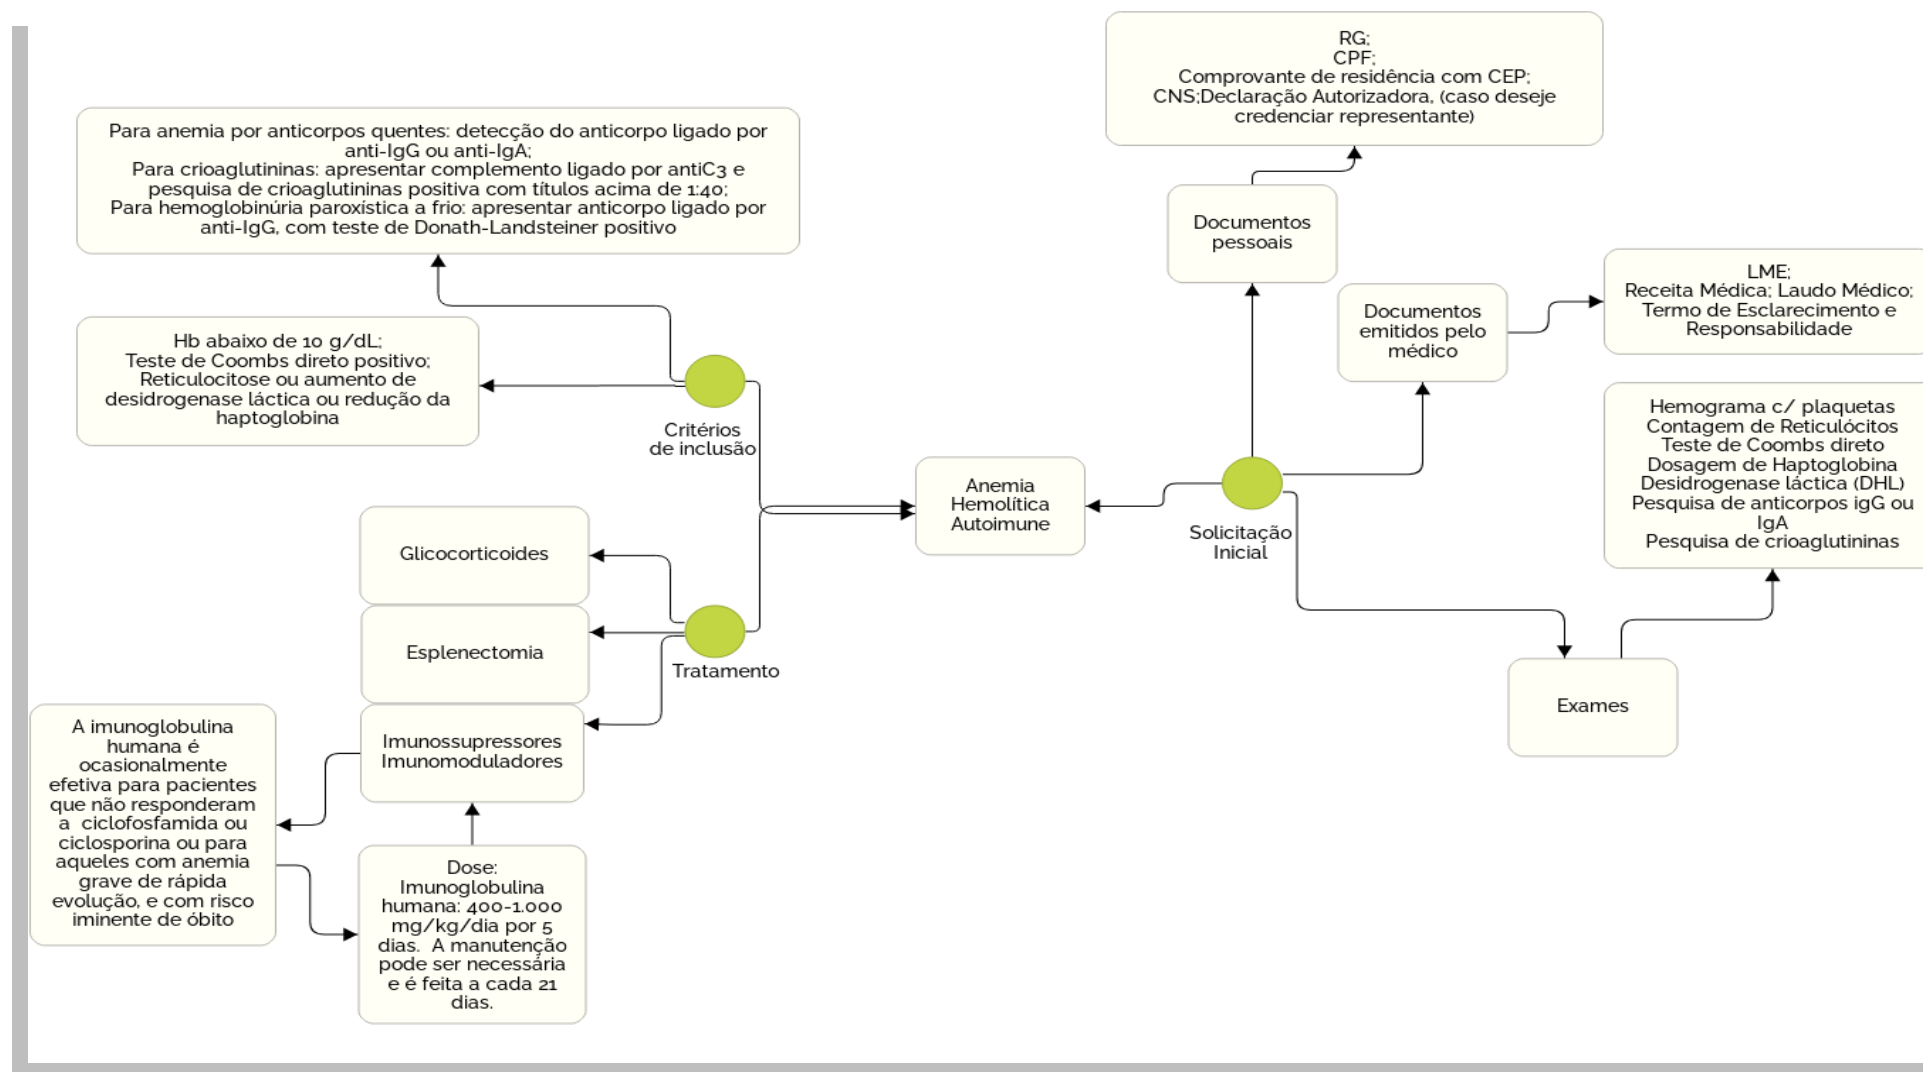 RG;
CPF;
Comprovante de residência com CEP;
CNS;Declaração Autorizadora, (caso deseje
credenciar representante)
Para anemia por anticorpos quentes: detecção do anticorpo ligado por
anti-IgG ou anti-IgA;
Para crioaglutininas: apresentar complemento ligado por antiC3 e
pesquisa de crioaglutininas positiva com títulos acima de 1:40;
Para hemoglobinúria paroxística a frio: apresentar anticorpo ligado por
anti-IgG, com teste de Donath-Landsteiner positivo
Documentos
pessoais
LME;
Receita Médica; Laudo Médico;
Termo de Esclarecimento e
Responsabilidade
Documentos
emitidos pelo
médico
Hb abaixo de 10 g/dL;
Teste de Coombs direto positivo;
Reticulocitose ou aumento de
desidrogenase láctica ou redução da
haptoglobina
Critérios
de inclusão
Hemograma c/ plaquetas
Contagem de Reticulócitos
Teste de Coombs direto
Dosagem de Haptoglobina
Desidrogenase láctica (DHL)
Pesquisa de anticorpos igG ou
IgA
Pesquisa de crioaglutininas
Anemia
Hemolítica
Autoimune
Solicitação
Inicial
Glicocorticoides
Esplenectomia
Tratamento
Exames
Imunossupressores
Imunomoduladores
A imunoglobulina
humana é
ocasionalmente
efetiva para pacientes
que não responderam
a  ciclofosfamida ou
ciclosporina ou para
aqueles com anemia
grave de rápida
evolução, e com risco
iminente de óbito
Dose:
Imunoglobulina
humana: 400-1.000
mg/kg/dia por 5
dias.  A manutenção
pode ser necessária
e é feita a cada 21
dias.